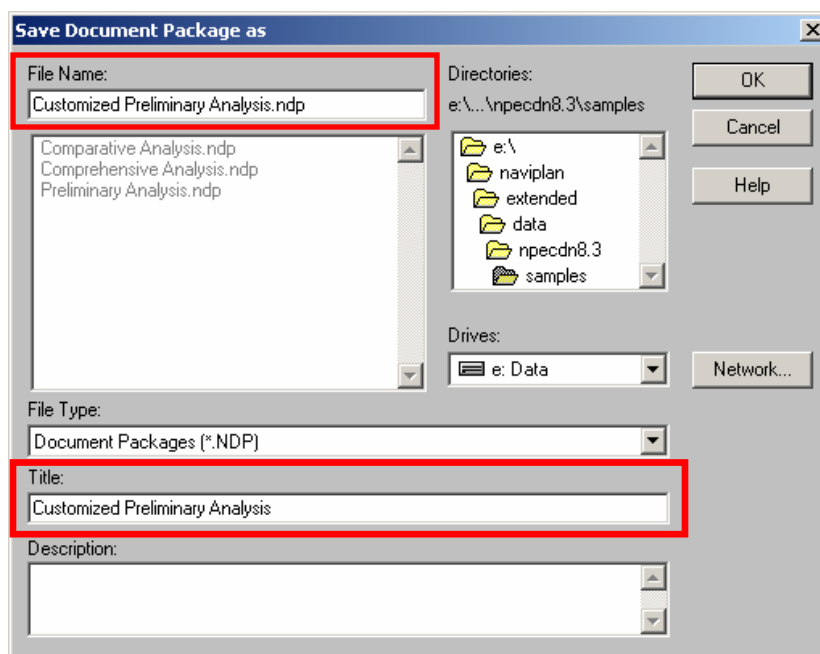 Save Document Package as
File Name:
Customized Preliminary Analysis.ndp
Comparative Analysis.ndp
Comprehensive Analysis.ndp
Preliminary Analysis.ndp
Directories:
e:\...\npecdn8.3\samples
e:\
naviplan
extended
data
npecdn8.3
samples
OK
Cancel
Help
Drives:
e: Data
Network...
File Type:
Document Packages (*.NDP)
Title:
Customized Preliminary Analysis
Description: